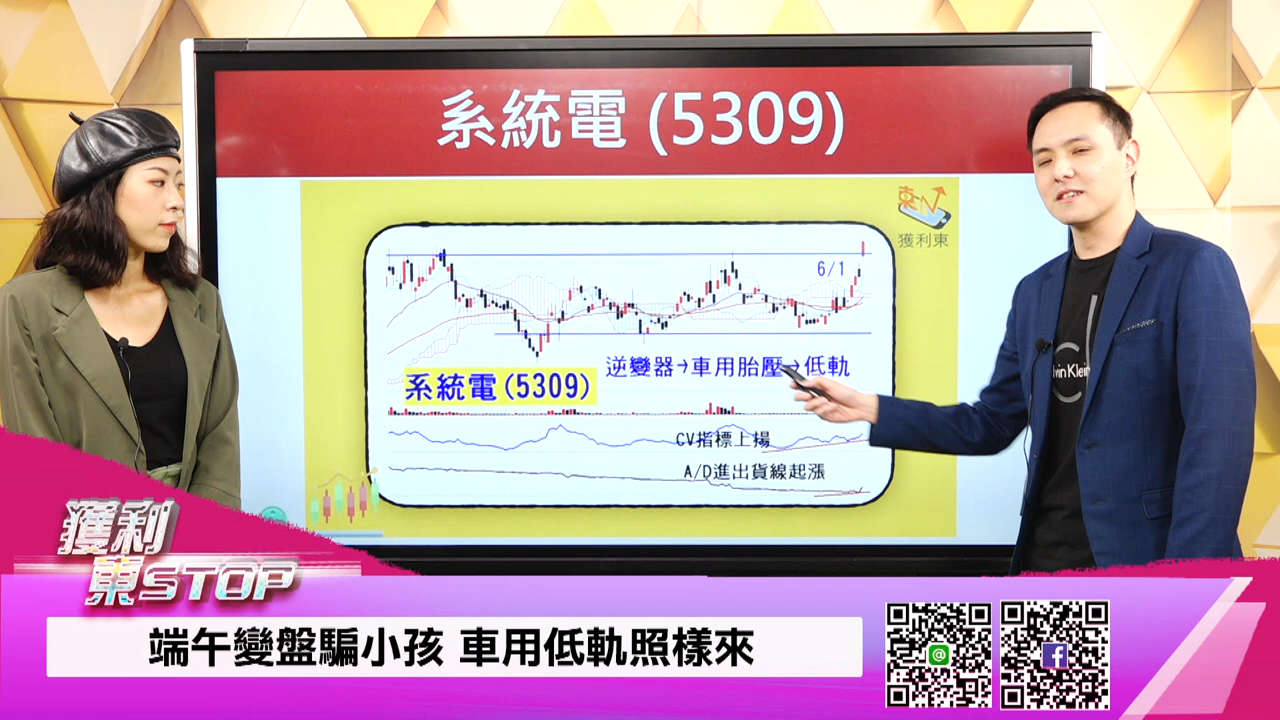 系統電 (5309)
獲利東
6/1
逆變器→車用胎壓→低軌
系統電(5309)
CV指標上揚
A/D進出貨線起漲
vin Klein
獲利
東STOP
端午變盤騙小孩 車用低軌照樣來